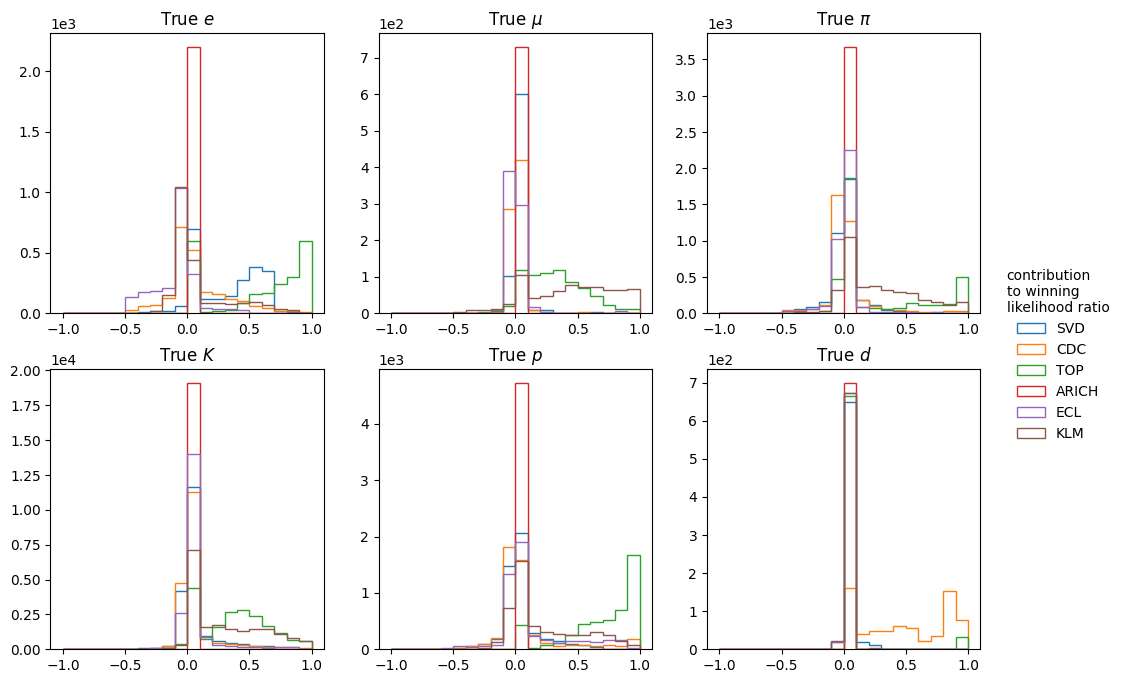 True e
1e3
2.0
1.5
1.0
0.5
0.0
−1.0 −0.5 0.0 0.5 1.0
True μ
1e2
7
6
5
4
3
2
1
0
−1.0 −0.5 0.0 0.5 1.0
True π
1e3
3.5
3.0
2.5
2.0
1.5
1.0
0.5
0.0
−1.0 −0.5 0.0 0.5 1.0
contribution
to winning
likelihood ratio
SVD
CDC
TOP
ARICH
ECL
KLM
True K
1e4
2.00
1.75
1.50
1.25
1.00
0.75
0.50
0.25
0.00
−1.0 −0.5 0.0 0.5 1.0
True p
1e3
4
3
2
1
0
−1.0 −0.5 0.0 0.5 1.0
True d
1e2
7
6
5
4
3
2
1
0
−1.0 −0.5 0.0 0.5 1.0